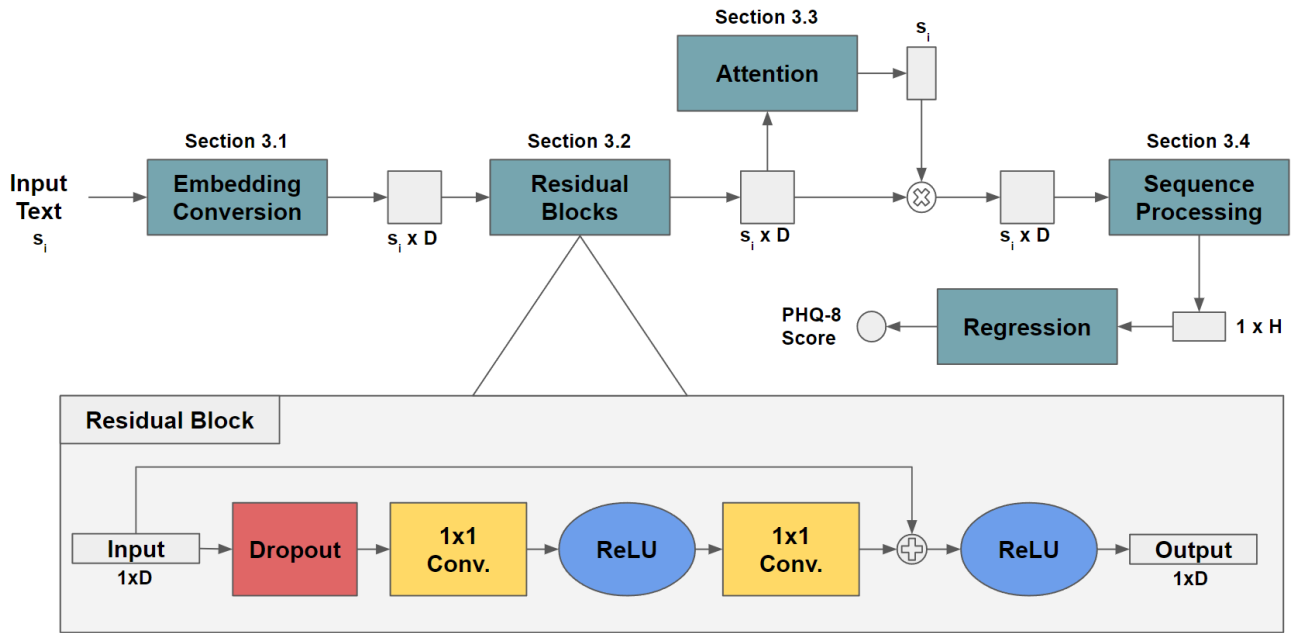 Section 3.3
s_i
Attention
Section 3.1
Section 3.2
Section 3.4
Input
Text
s_i
Embedding
Conversion
s_i x D
Residual
Blocks
s_i x D
s_i x D
Sequence
Processing
PHQ-8
Score
Regression
1 x H
Residual Block
Input
1xD
Dropout
1x1
Conv.
ReLU
1x1
Conv.
ReLU
Output
1xD